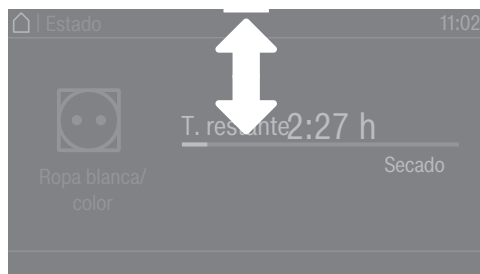 | Estado 11:02
T. restante 2:27 h
Secado
Ropa blanca/
color